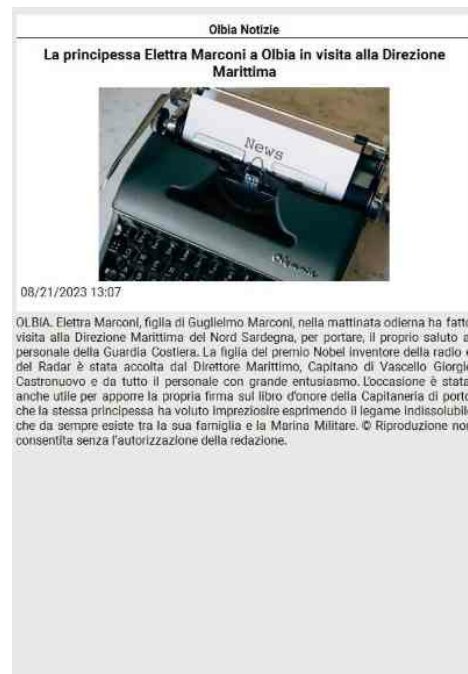 Olbia Notizie
La principessa Elettra Marconi a Olbia in visita alla Direzione
Marittima
News
Olympia
08/21/2023 13:07
OLBIA. Elettra Marconi, figlia di Guglielmo Marconi, nella mattinata odierna ha fatto
visita alla Direzione Marittima del Nord Sardegna, per portare, il proprio saluto a
personale della Guardia Costiera. La figlia del premio Nobel inventore della radio e
del Radar è stata accolta dal Direttore Marittimo, Capitano di Vascello Giorgi
Castronuovo e da tutto il personale con grande entusiasmo. L'occasione è stata
anche utile per apporre la propria firma sul libro d'onore della Capitaneria di porto
che la stessa principessa ha voluto impreziosire esprimendo il legame indissolubil
che da sempre esiste tra la sua famiglia e la Marina Militare. © Riproduzione non
consentita senza l'autorizzazione della redazione.